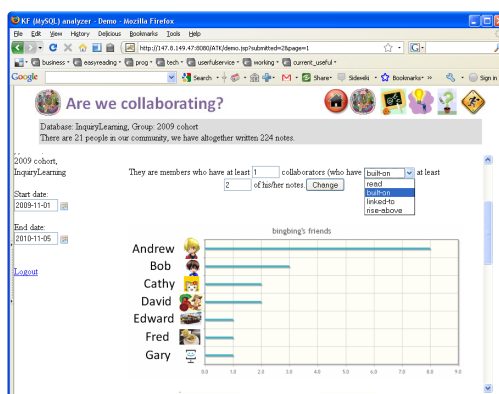 KF (MySQL) analyzer - Demo - Mozilla Firefox
File Edit View History Delicious Bookmarks Tools Help
http://147.8.149.47:8080/ATK/demo.jsp?submitted=2&page=1
business easyreading prog tech userfulservice working current_useful
Google Search Share Sidewiki Bookmarks Sign in
Are we collaborating?
Database: InquiryLearning, Group: 2009 cohort
There are 21 people in our community, we have altogether written 224 notes.
2009 cohort,
InquiryLearning
They are members who have at least 1 collaborators (who have built-on at least
2 of his/her notes. Change
read
built-on
linked-to
rise-above
Start date:
2009-11-01
End date:
2010-11-05
Logout
bingbing's friends
Andrew
Bob
Cathy
David
Edward
Fred
Gary
0.0 1.0 2.0 3.0 4.0 5.0 6.0 7.0 8.0 9.0